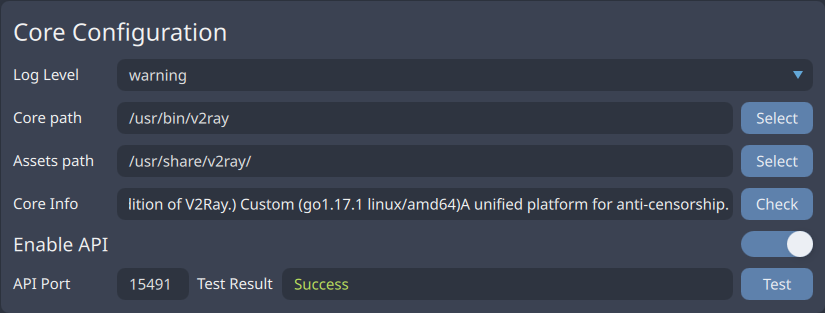 Core Configuration
Log Level warning
Core path /usr/bin/v2ray Select
Assets path /usr/share/v2ray/ Select
Core Info lition of V2Ray.) Custom (go1.17.1 linux/amd64)A unified platform for anti-censorship. Check
Enable API
API Port 15491 Test Result Success Test